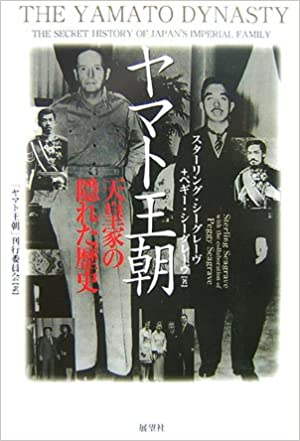 THE YAMATO DYNASTY
THE SECRET HISTORY OF JAPAN'S IMPERIAL FAMILY
ヤマト王朝
天皇家の
隠れた歴史
スターリング・シーグレーヴ
+ペギー・シーグレーヴ[著]
Sterling Seagrave
with the collaboration of
Peggy Seagrave
「ヤマト王朝」刊行委員会[訳]
展望社